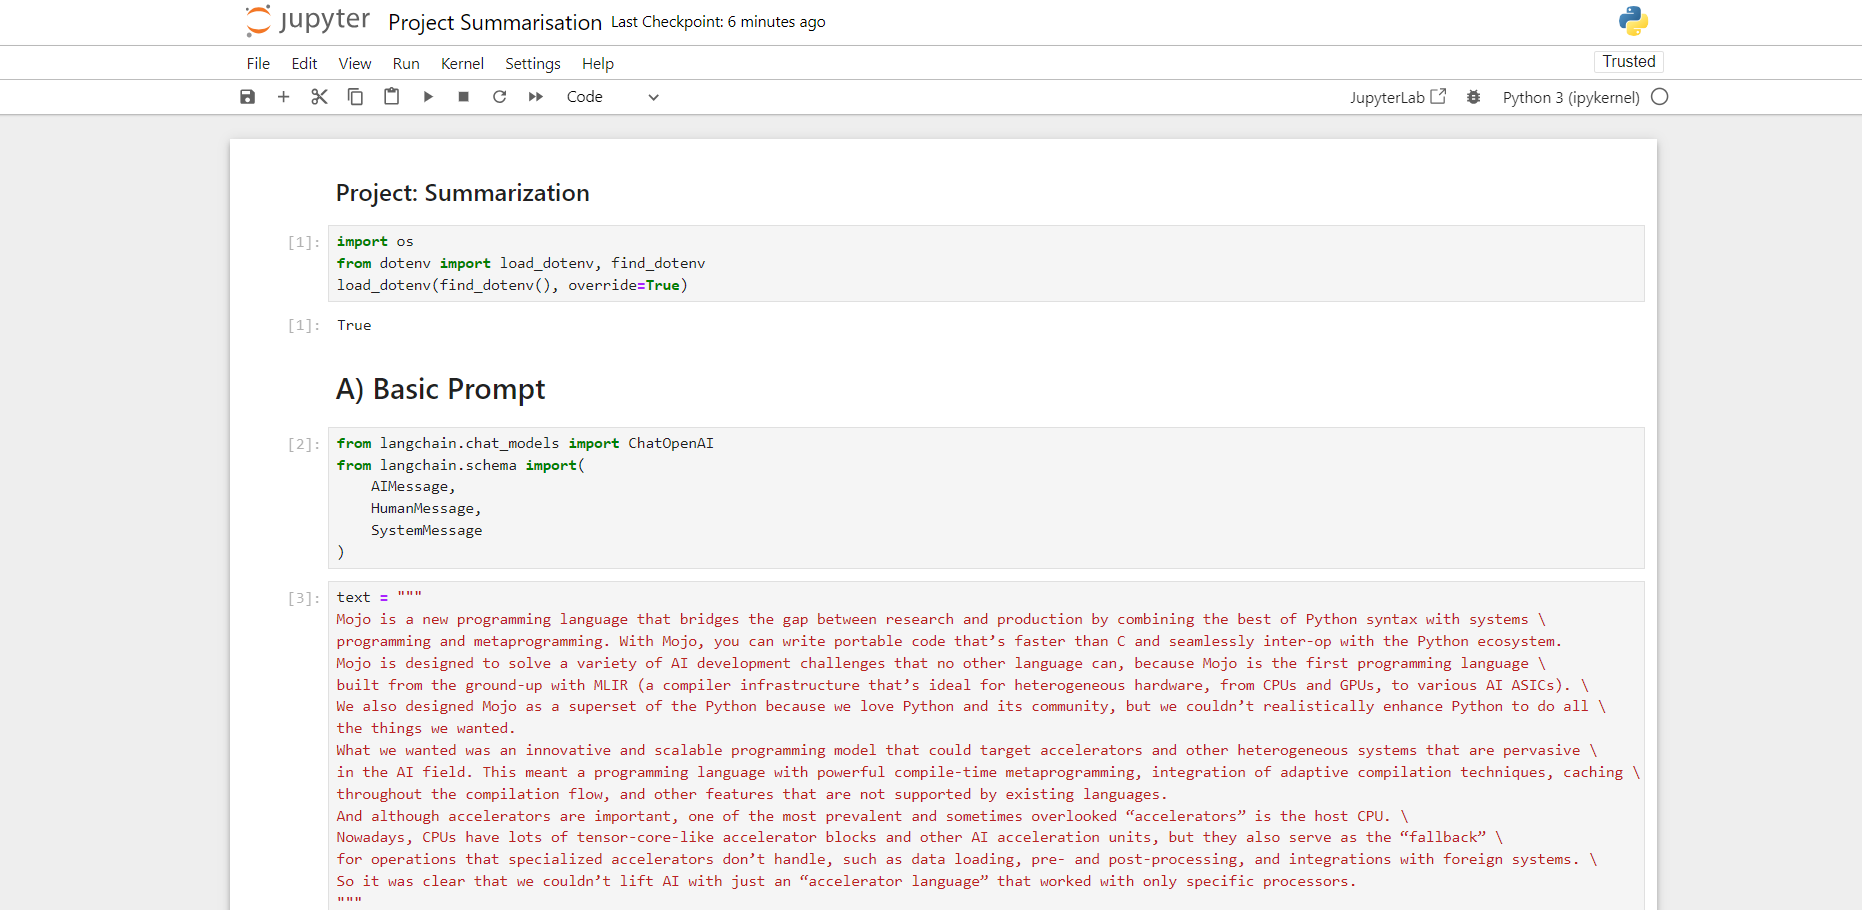 jupyter Project Summarisation Last Checkpoint: 6 minutes ago
File Edit View Run Kernel Settings Help Trusted
Code JupyterLab Python 3 (ipykernel)
Project: Summarization
[1]: import os
from dotenv import load_dotenv, find_dotenv
load_dotenv(find_dotenv(), override=True)
[1]: True
A) Basic Prompt
[2]: from langchain.chat_models import ChatOpenAI
from langchain.schema import(
    AIMessage,
    HumanMessage,
    SystemMessage
)
[3]: text = """
Mojo is a new programming language that bridges the gap between research and production by combining the best of Python syntax with systems \
programming and metaprogramming. With Mojo, you can write portable code that’s faster than C and seamlessly inter-op with the Python ecosystem.
Mojo is designed to solve a variety of AI development challenges that no other language can, because Mojo is the first programming language \
built from the ground-up with MLIR (a compiler infrastructure that’s ideal for heterogeneous hardware, from CPUs and GPUs, to various AI ASICs). \
We also designed Mojo as a superset of the Python because we love Python and its community, but we couldn’t realistically enhance Python to do all \
the things we wanted.
What we wanted was an innovative and scalable programming model that could target accelerators and other heterogeneous systems that are pervasive \
in the AI field. This meant a programming language with powerful compile-time metaprogramming, integration of adaptive compilation techniques, caching \
throughout the compilation flow, and other features that are not supported by existing languages.
And although accelerators are important, one of the most prevalent and sometimes overlooked “accelerators” is the host CPU. \
Nowadays, CPUs have lots of tensor-core-like accelerator blocks and other AI acceleration units, but they also serve as the “fallback” \
for operations that specialized accelerators don’t handle, such as data loading, pre- and post-processing, and integrations with foreign systems. \
So it was clear that we couldn’t lift AI with just an “accelerator language” that worked with only specific processors.
"""